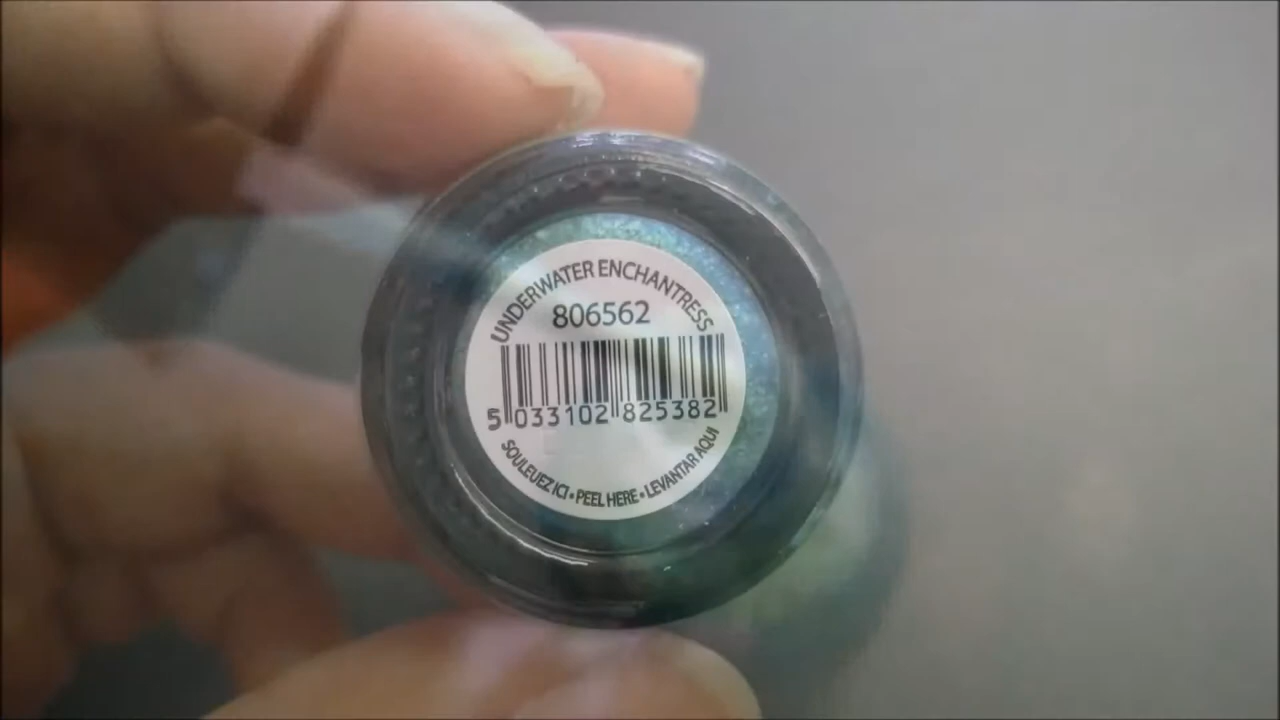 UNDERWATER ENCHANTRESS
806562
5 033102 825382
SOULEVEZ ICI • PEEL HERE • LEVANTAR AQUI